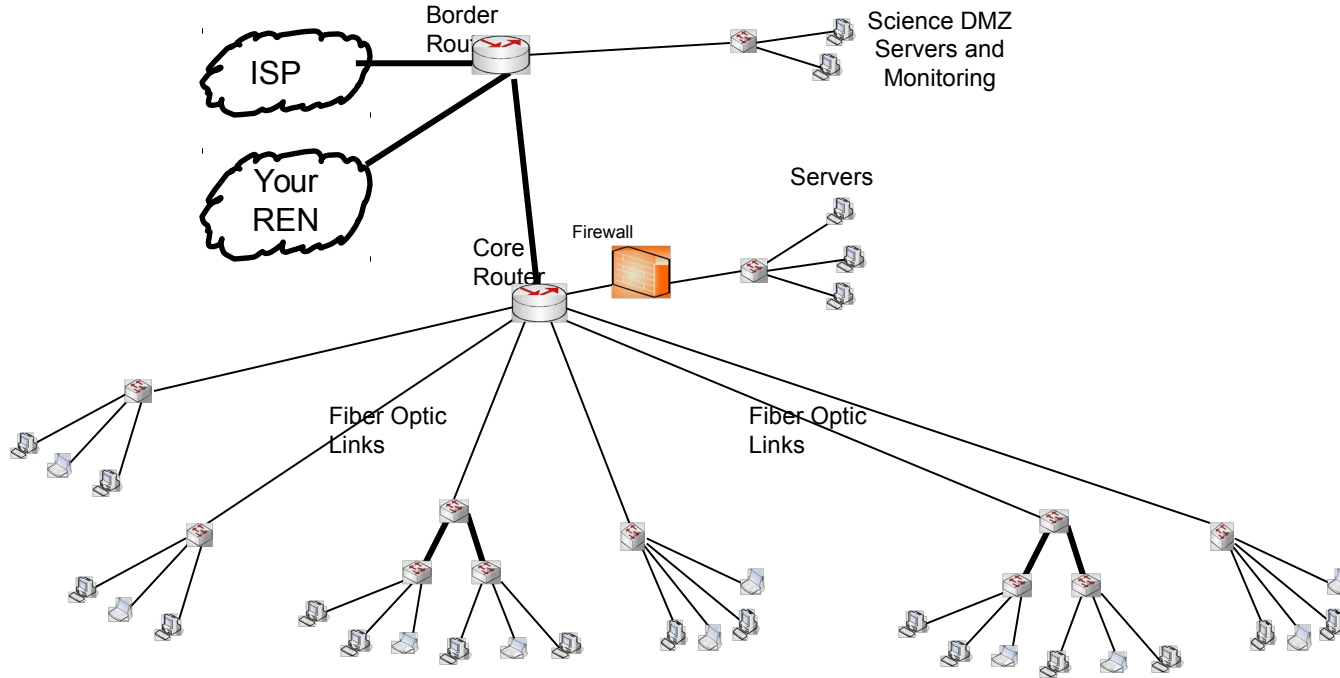 Border
Router
Science DMZ
Servers and
Monitoring
ISP
Your
REN
Servers
Firewall
Core
Router
Fiber Optic
Links
Fiber Optic
Links